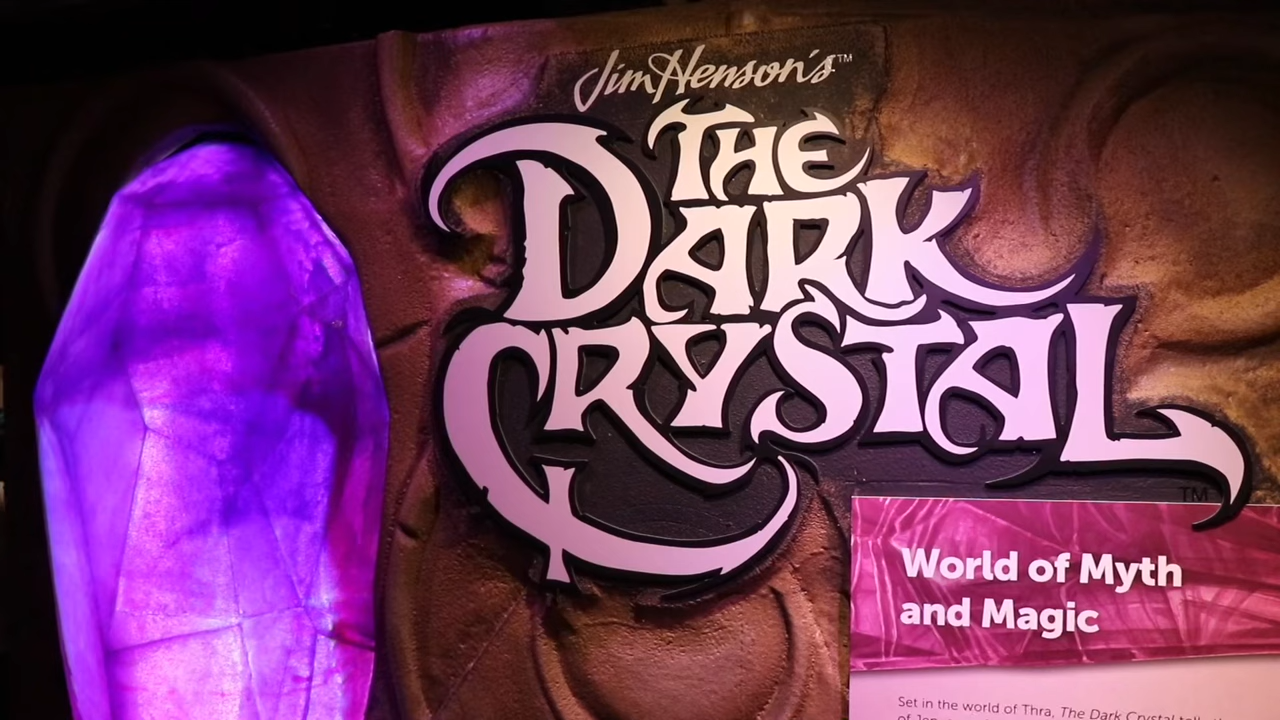 Jim Henson's™
THE
DARK
CRYSTAL
TM
World of Myth
and Magic
Set in the world of Thra, The Dark Crystal
of